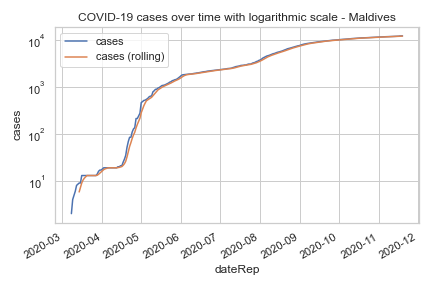 COVID-19 cases over time with logarithmic scale - Maldives
cases
cases (rolling)
10^4
10^3
10^2
10^1
cases
2020-03
2020-04
2020-05
2020-06
2020-07
2020-08
2020-09
2020-10
2020-11
2020-12
dateRep